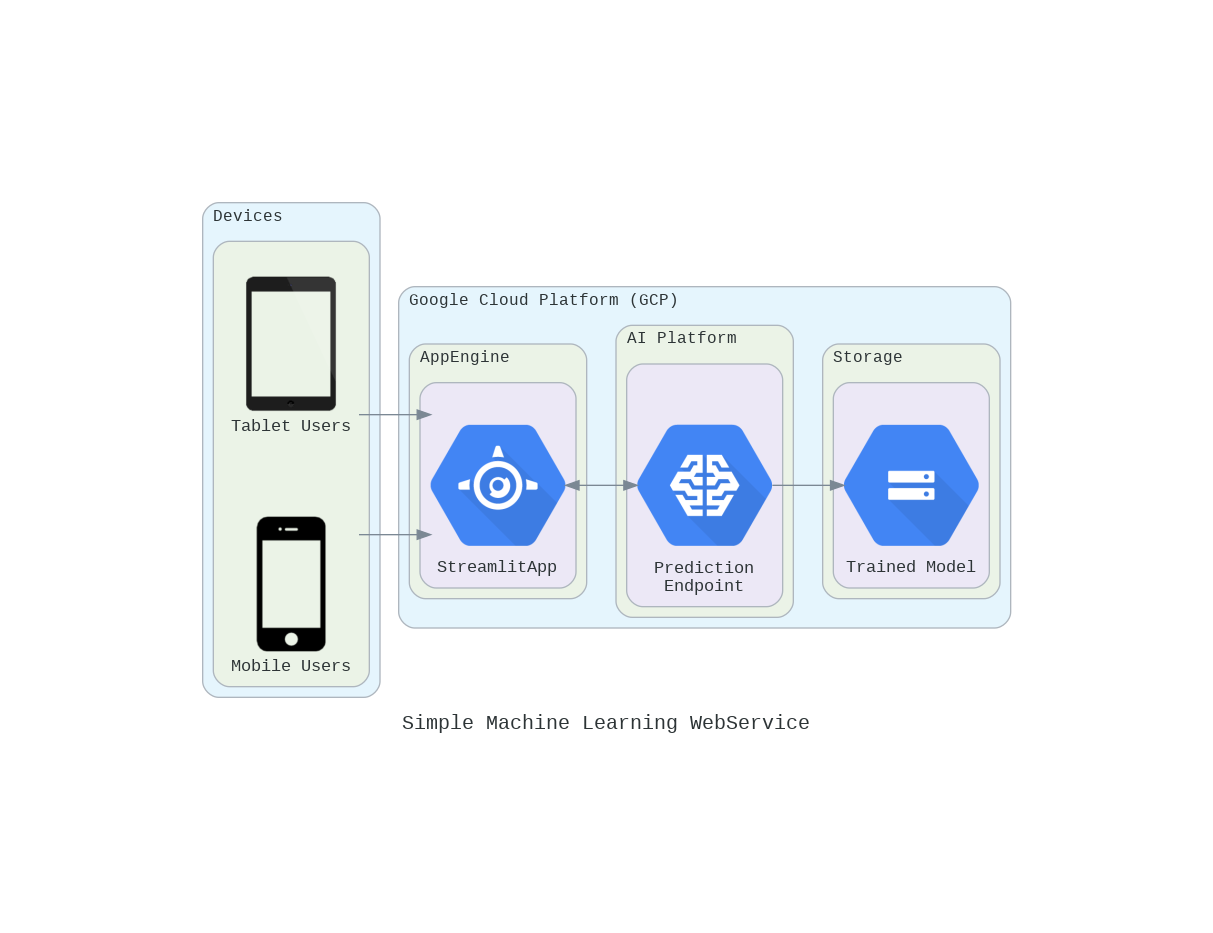 Devices
Tablet Users
Mobile Users
Google Cloud Platform (GCP)
AppEngine
StreamlitApp
AI Platform
Prediction
Endpoint
Storage
Trained Model
Simple Machine Learning WebService